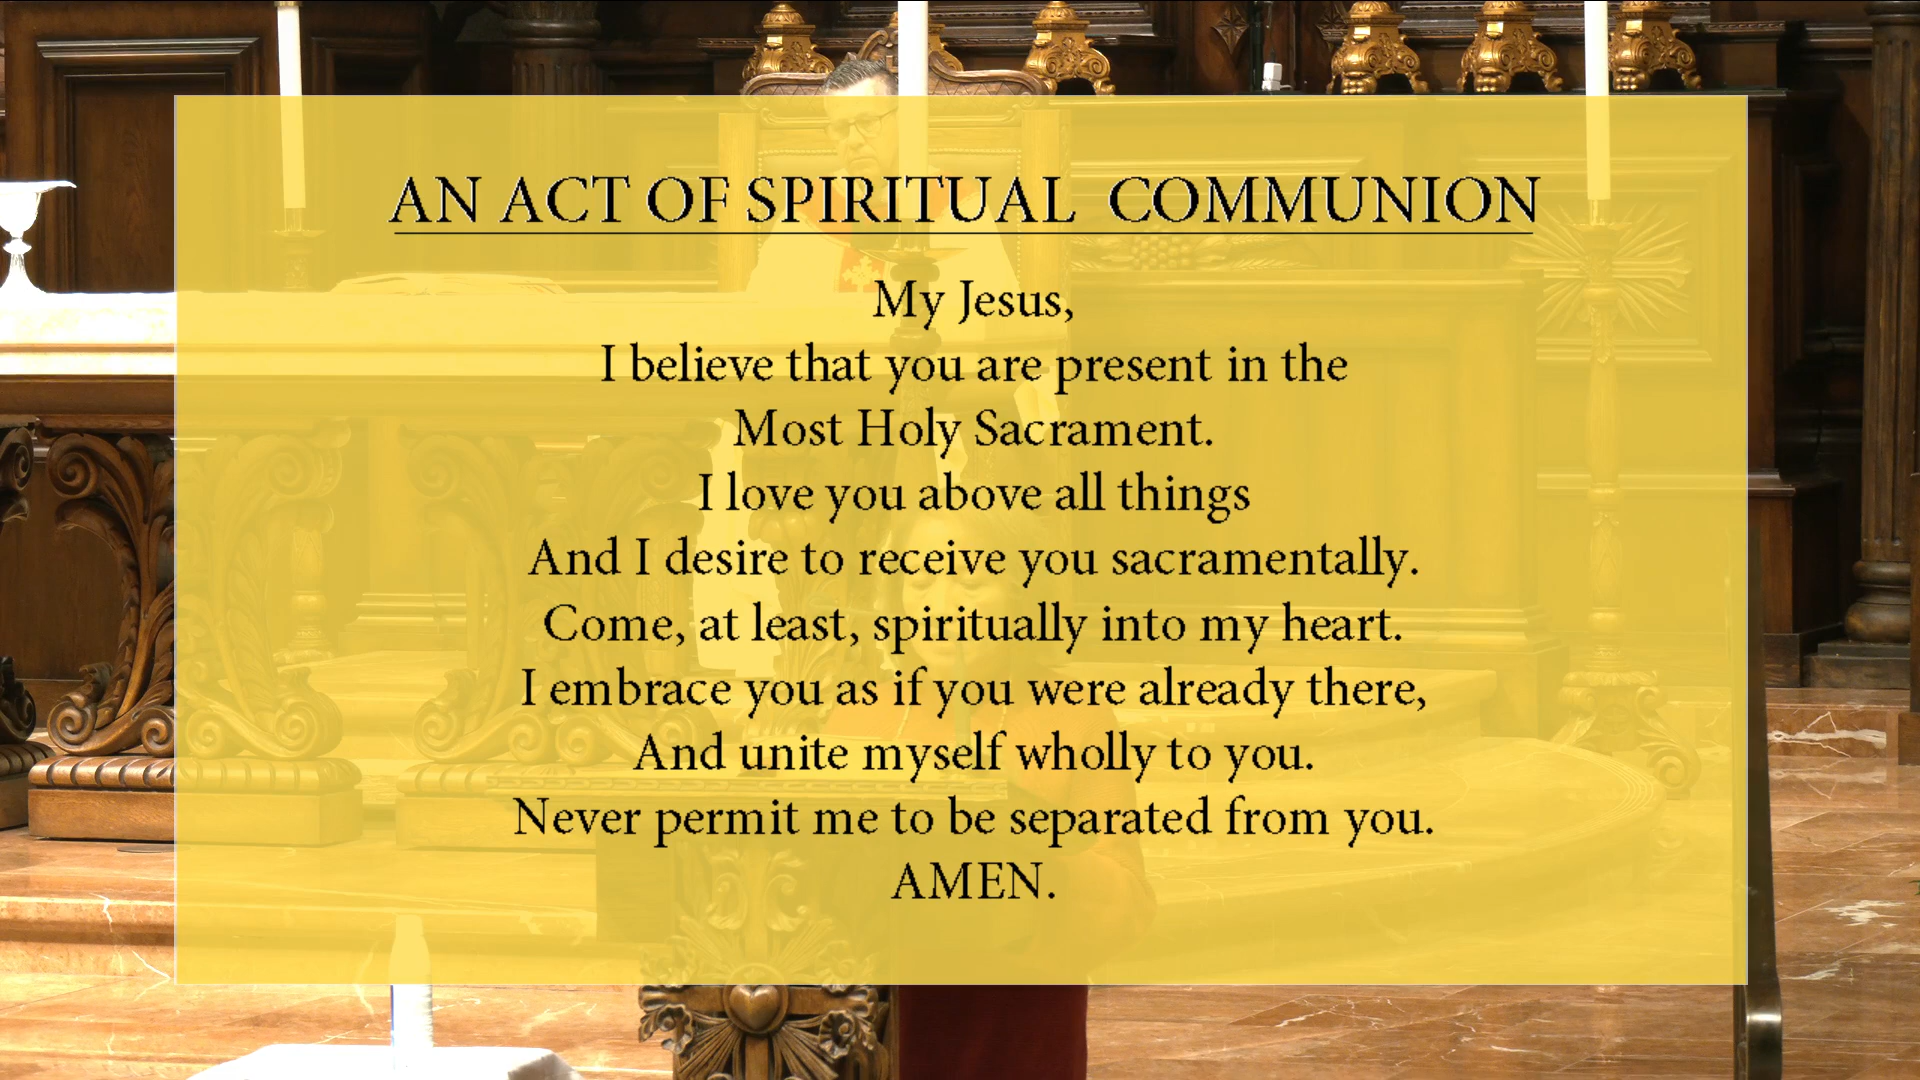 AN ACT OF SPIRITUAL COMMUNION
My Jesus,
I believe that you are present in the
Most Holy Sacrament.
I love you above all things
And I desire to receive you sacramentally.
Come, at least, spiritually into my heart.
I embrace you as if you were already there,
And unite myself wholly to you.
Never permit me to be separated from you.
AMEN.